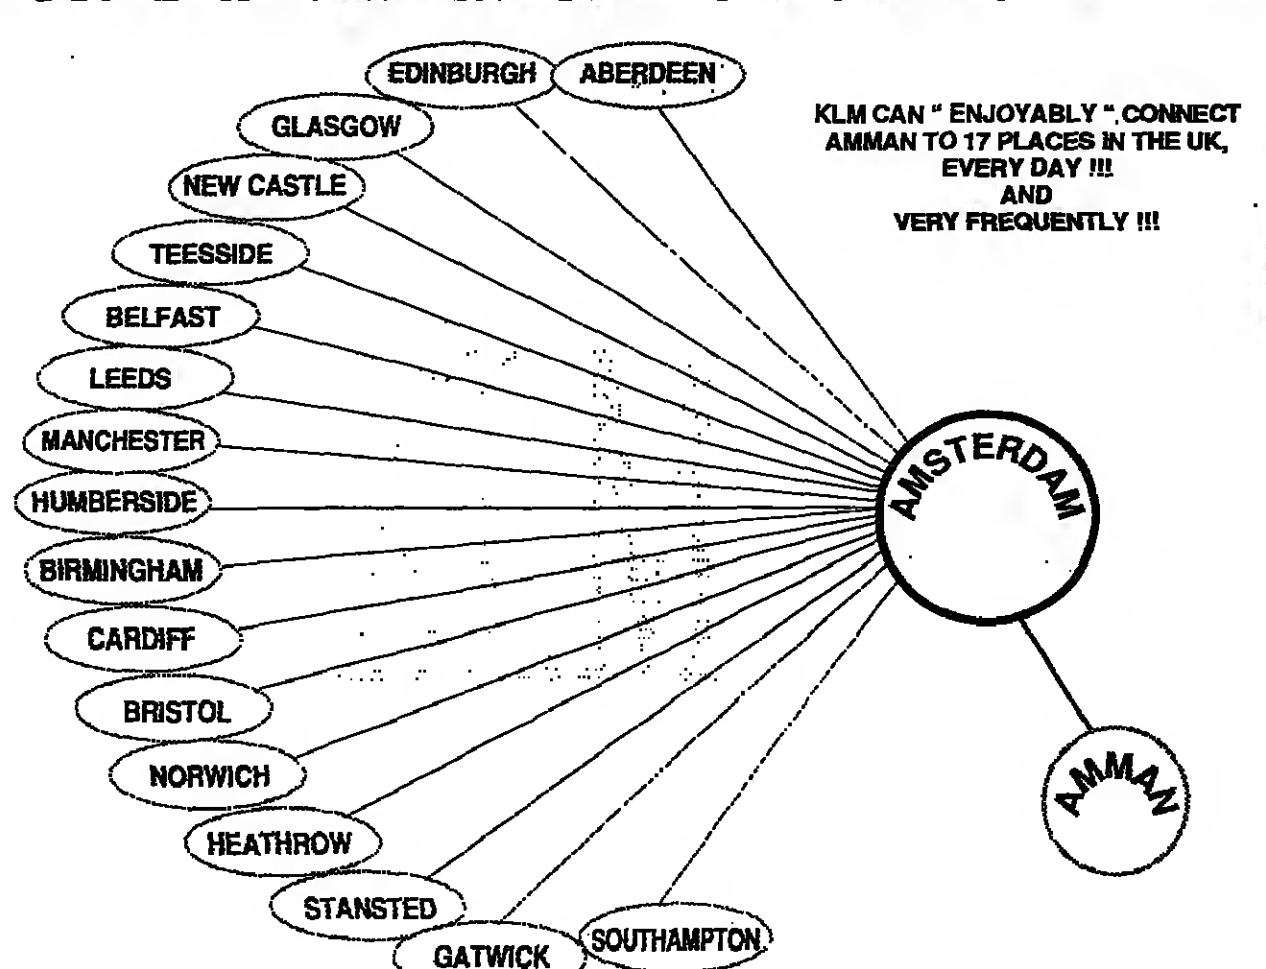 EDINBURGH
ABERDEEN
GLASGOW
NEW CASTLE
TEESSIDE
BELFAST
LEEDS
MANCHESTER
HUMBERSIDE
BIRMINGHAM
CARDIFF
BRISTOL
NORWICH
HEATHROW
STANSTED
GATWICK
SOUTHAMPTON
KLM CAN " ENJOYABLY ", CONNECT
AMMAN TO 17 PLACES IN THE UK,
EVERY DAY !!!
AND
VERY FREQUENTLY !!!
AMSTERDAM
AMMAN